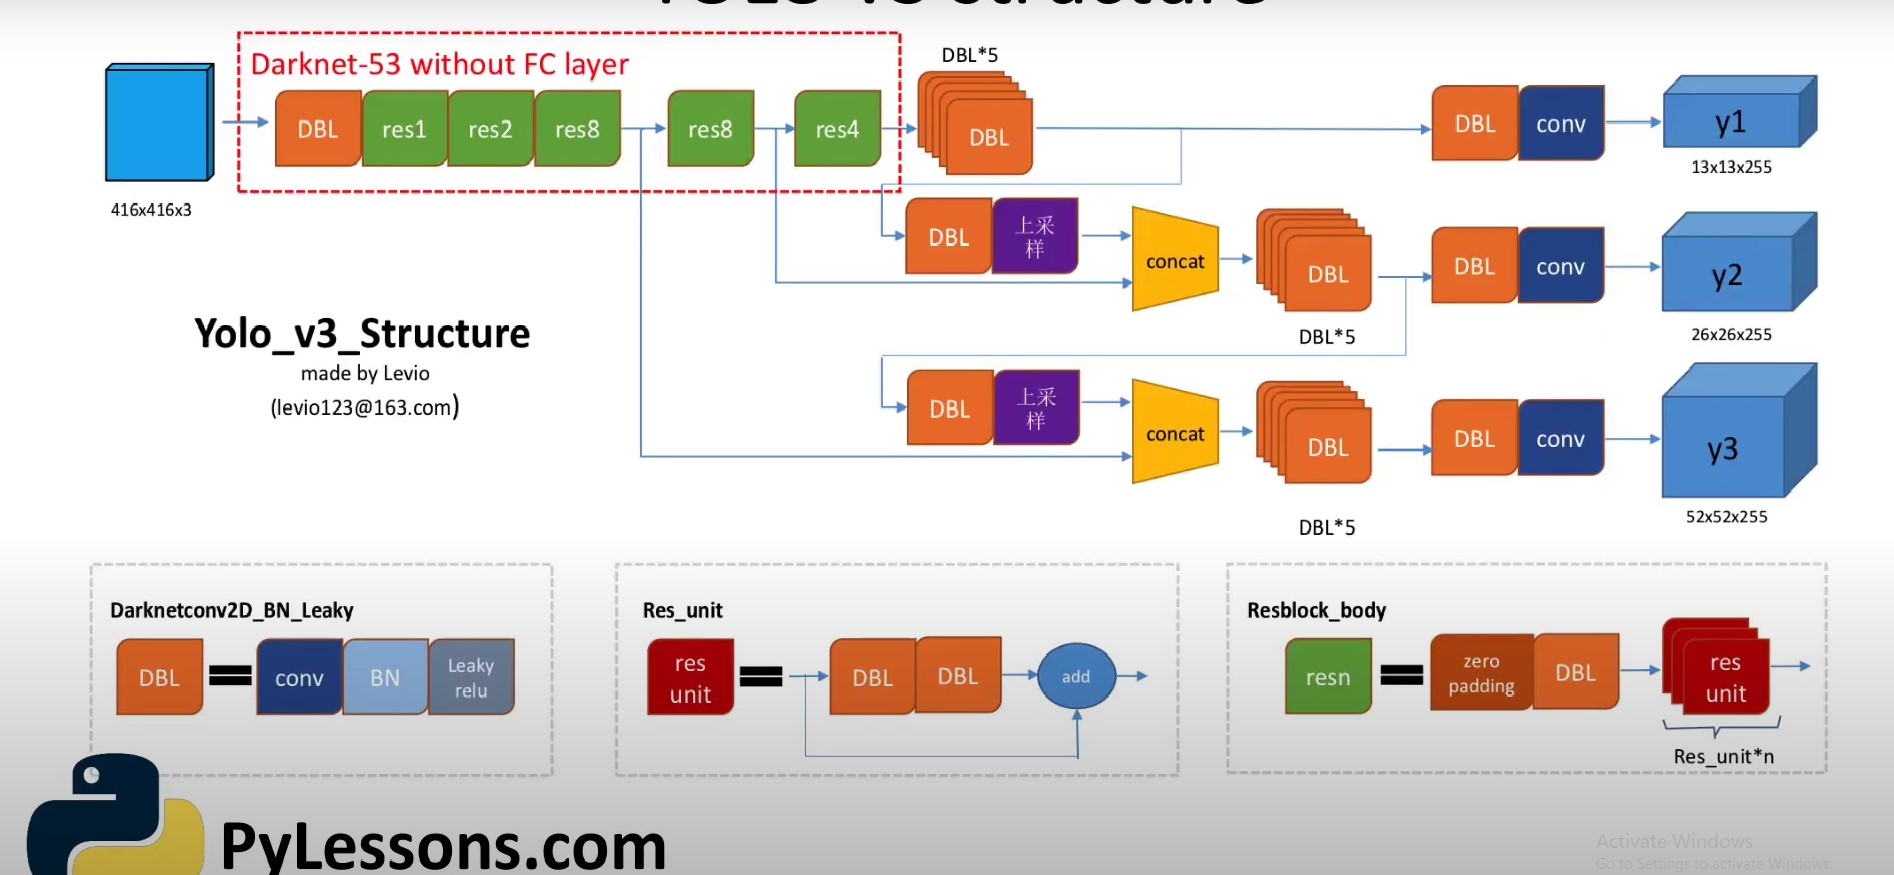 Darknet-53 without FC layer
DBL*5
DBL res1 res2 res8 res8 res4 DBL DBL conv y1
13x13x255
416x416x3
DBL 上采样 concat DBL DBL conv y2
DBL*5
26x26x255
Yolo_v3_Structure
made by Levio
(levio123@163.com)
DBL 上采样 concat DBL DBL conv y3
DBL*5
52x52x255
Darknetconv2D_BN_Leaky
DBL = conv BN Leaky relu
Res_unit
res unit = DBL DBL add
Resblock_body
resn = zero padding DBL res unit
Res_unit*n
PyLessons.com
Activate Windows
Go to Settings to activate Windows.